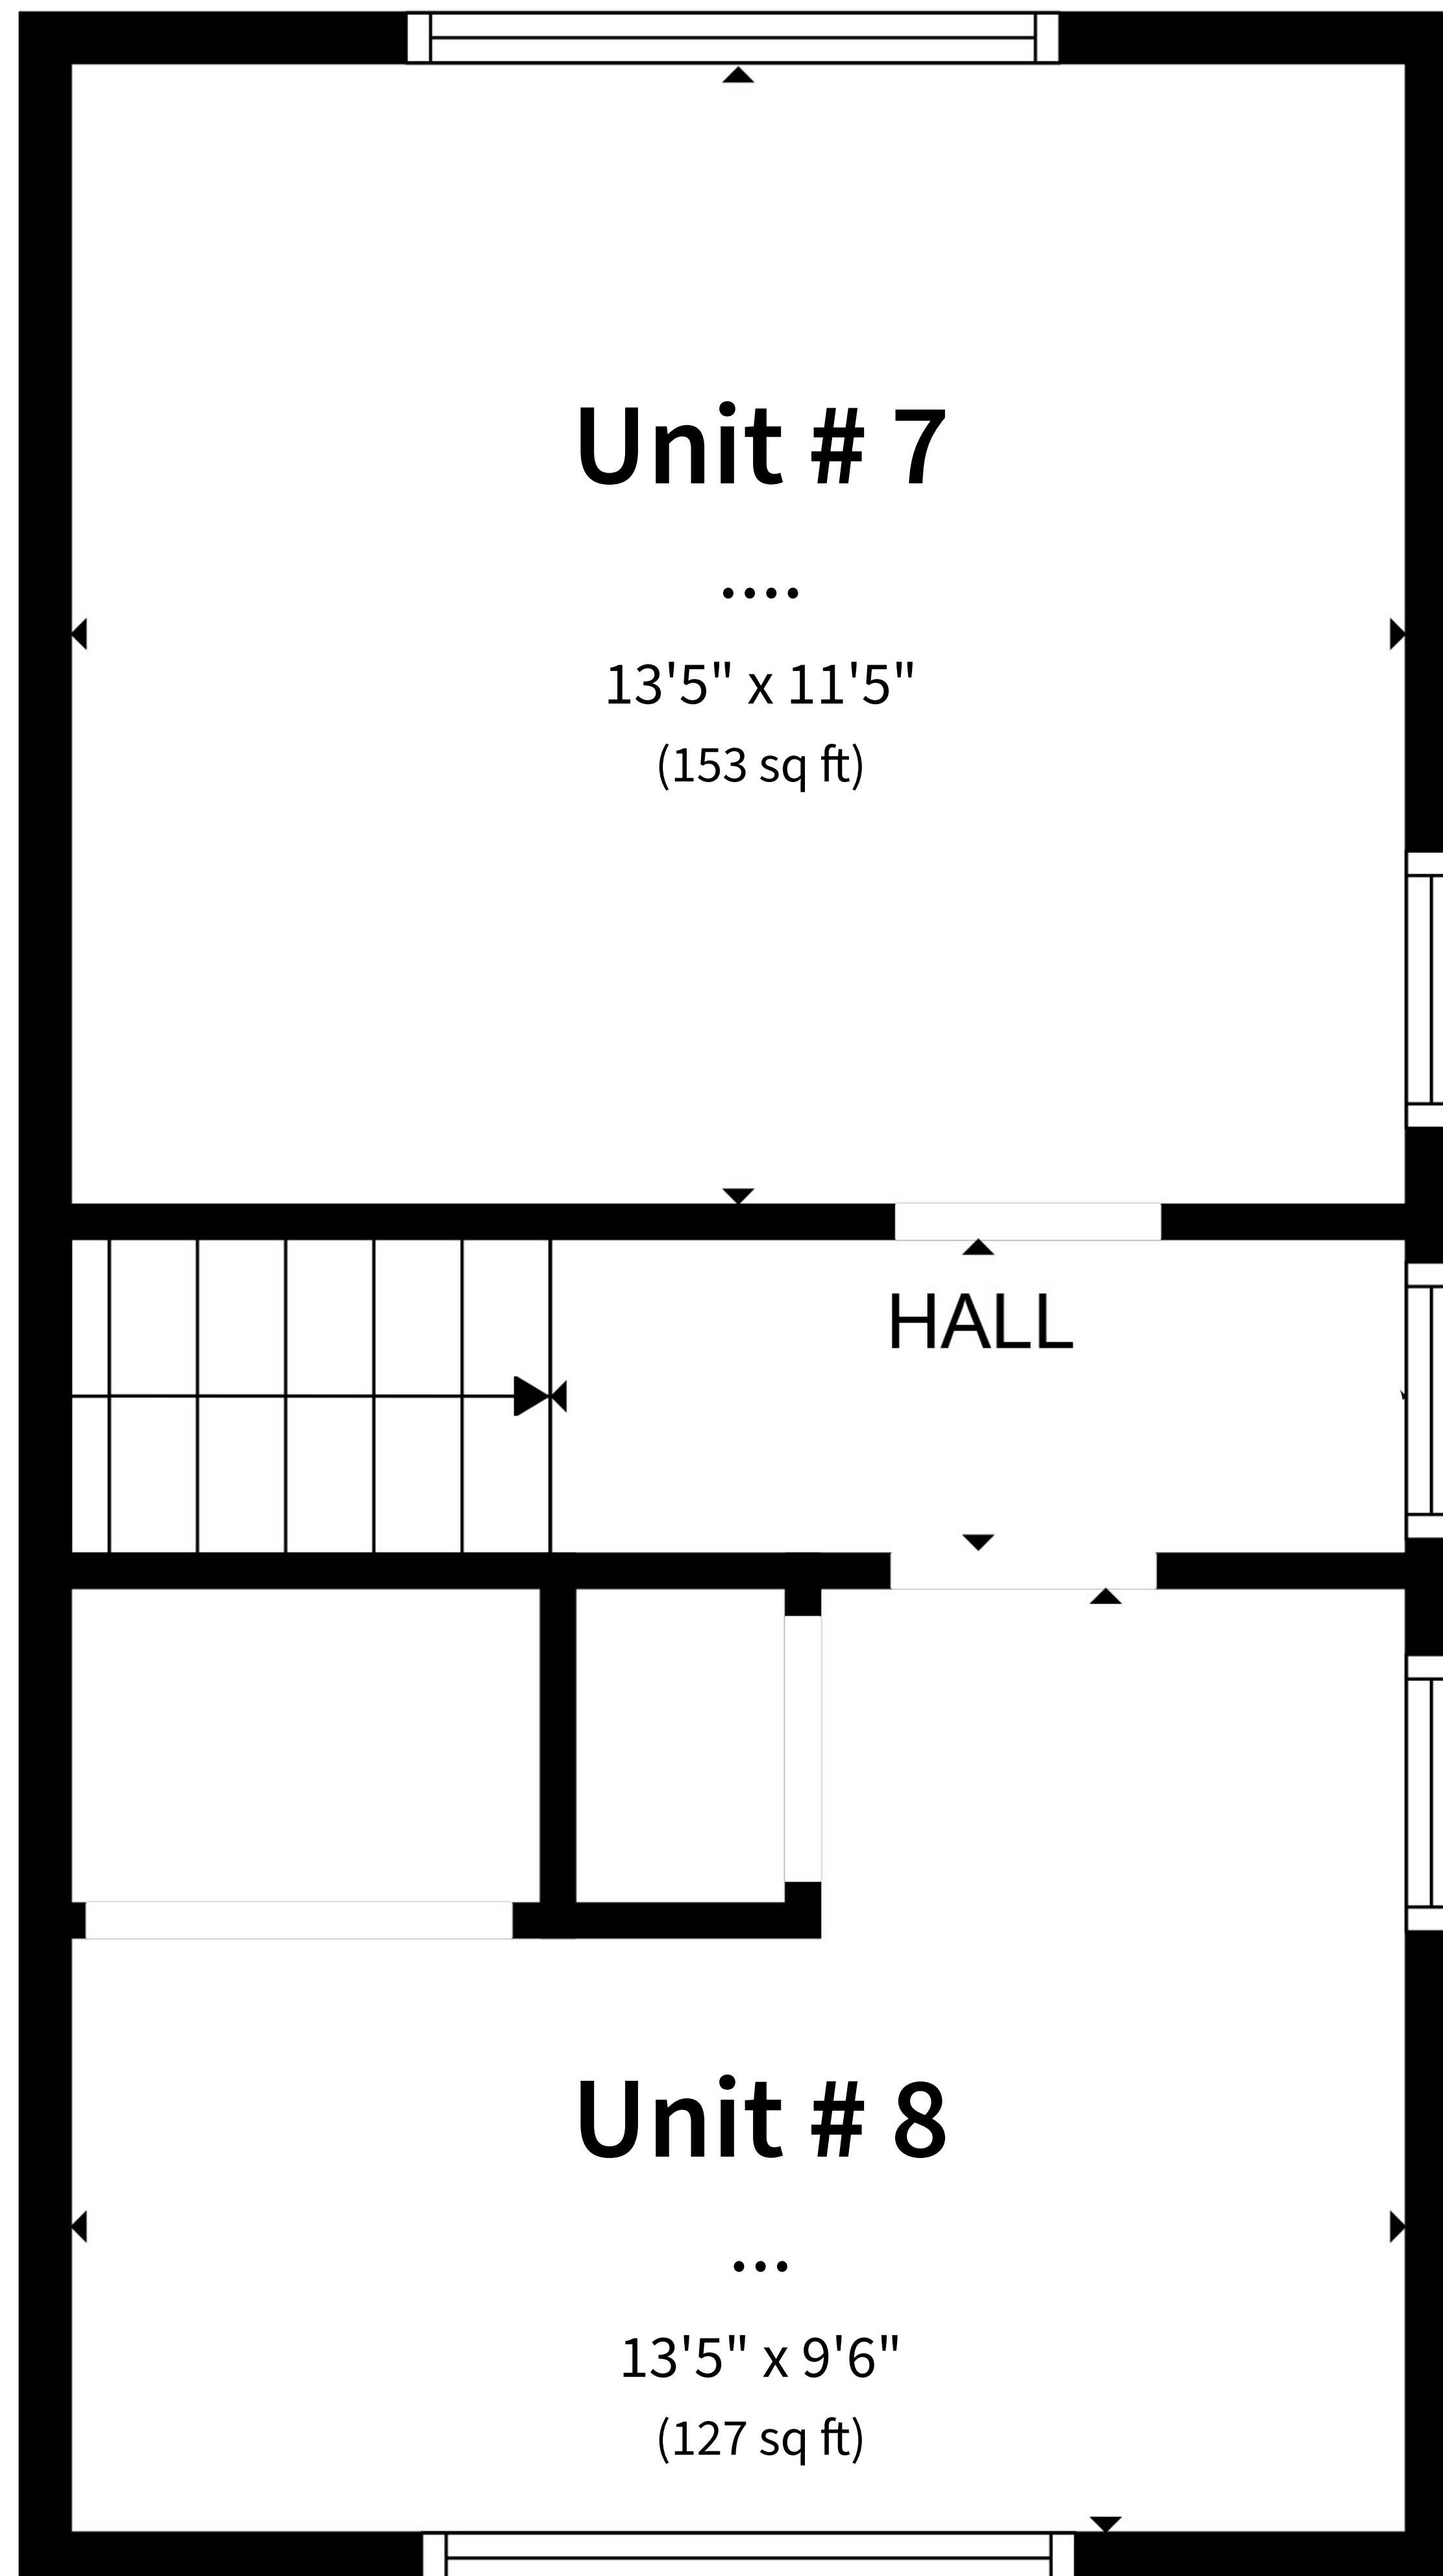 Unit # 7
....
13'5" x 11'5"
(153 sq ft)
HALL
Unit # 8
...
13'5" x 9'6"
(127 sq ft)